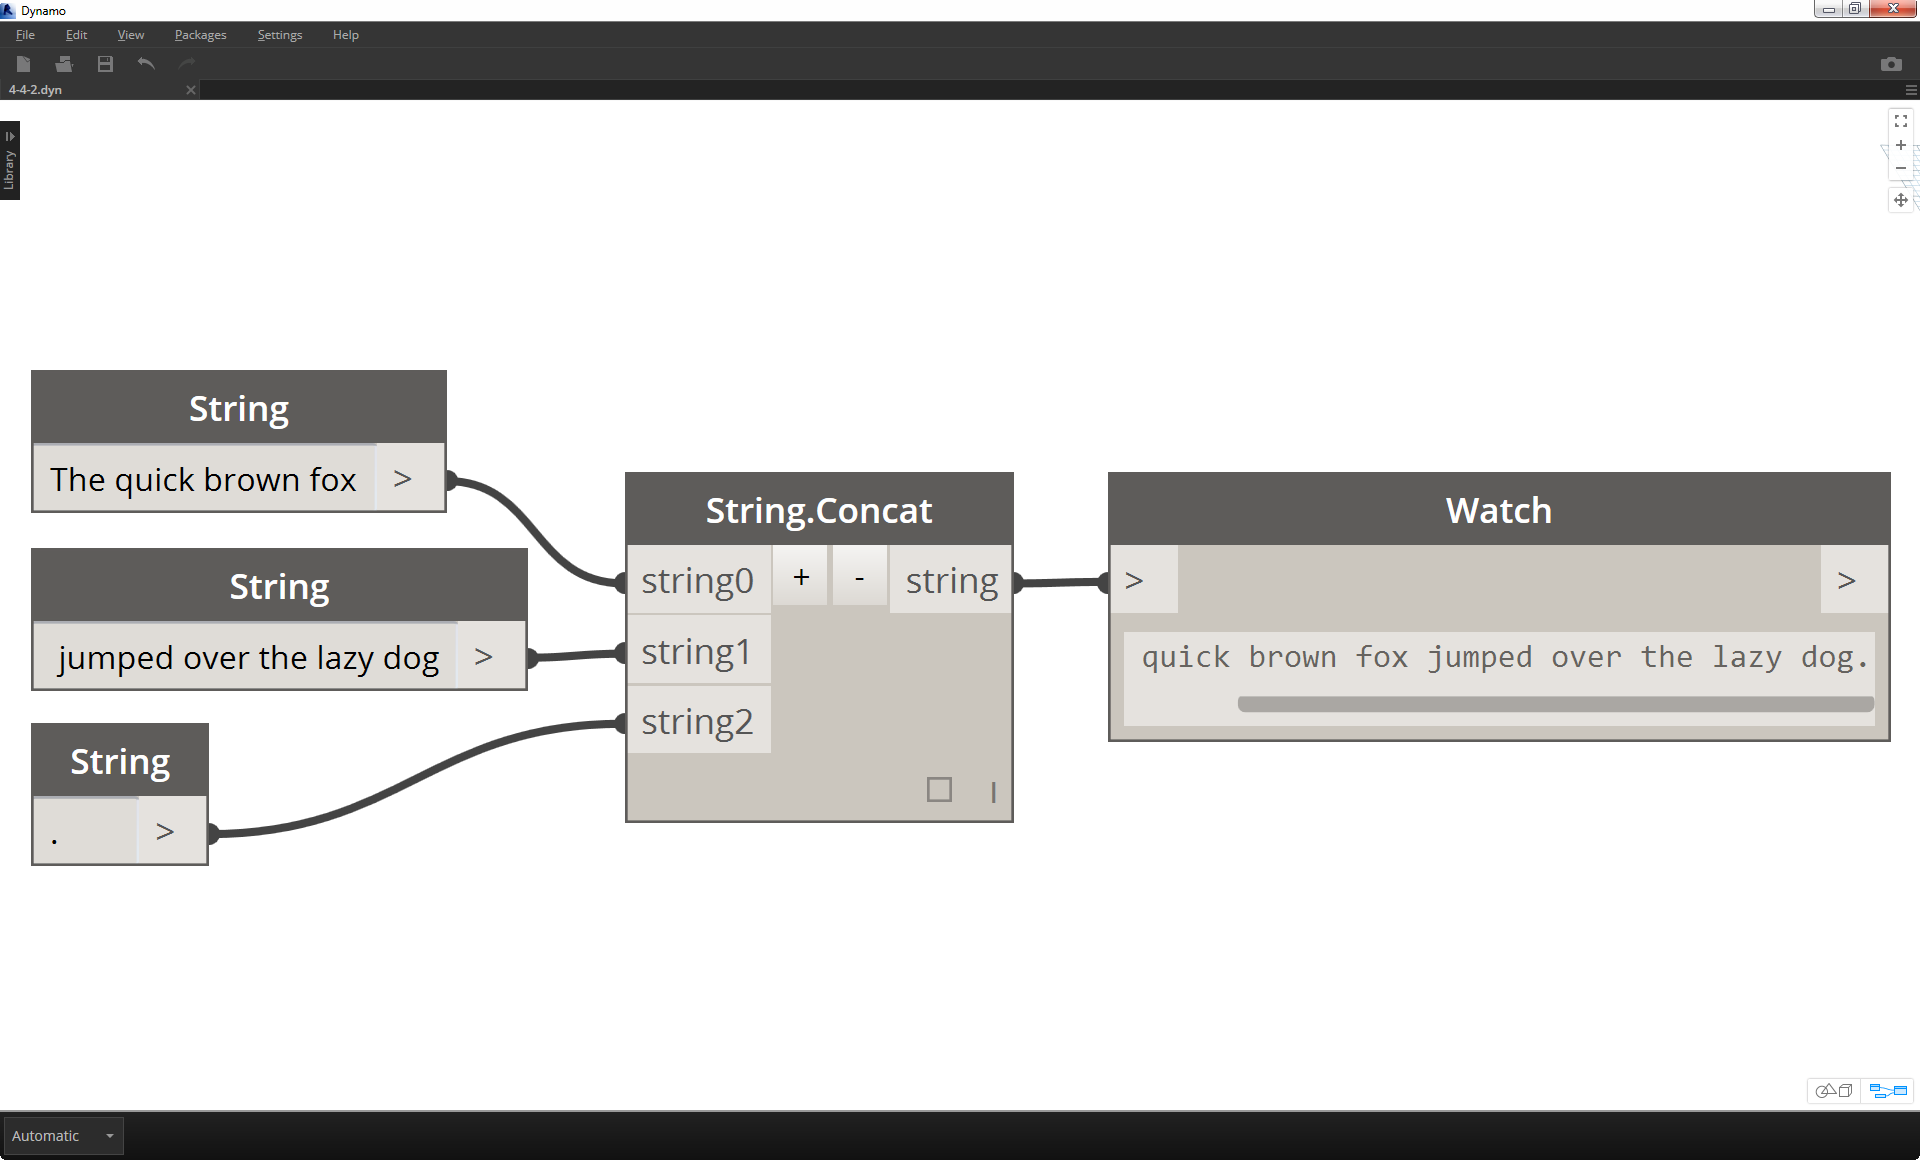 Dynamo
File Edit View Packages Settings Help
4-4-2.dyn
Library
String
The quick brown fox >
String
jumped over the lazy dog >
String
. >
String.Concat
string0 + - string
string1
string2
l
Watch
> >
quick brown fox jumped over the lazy dog.
Automatic